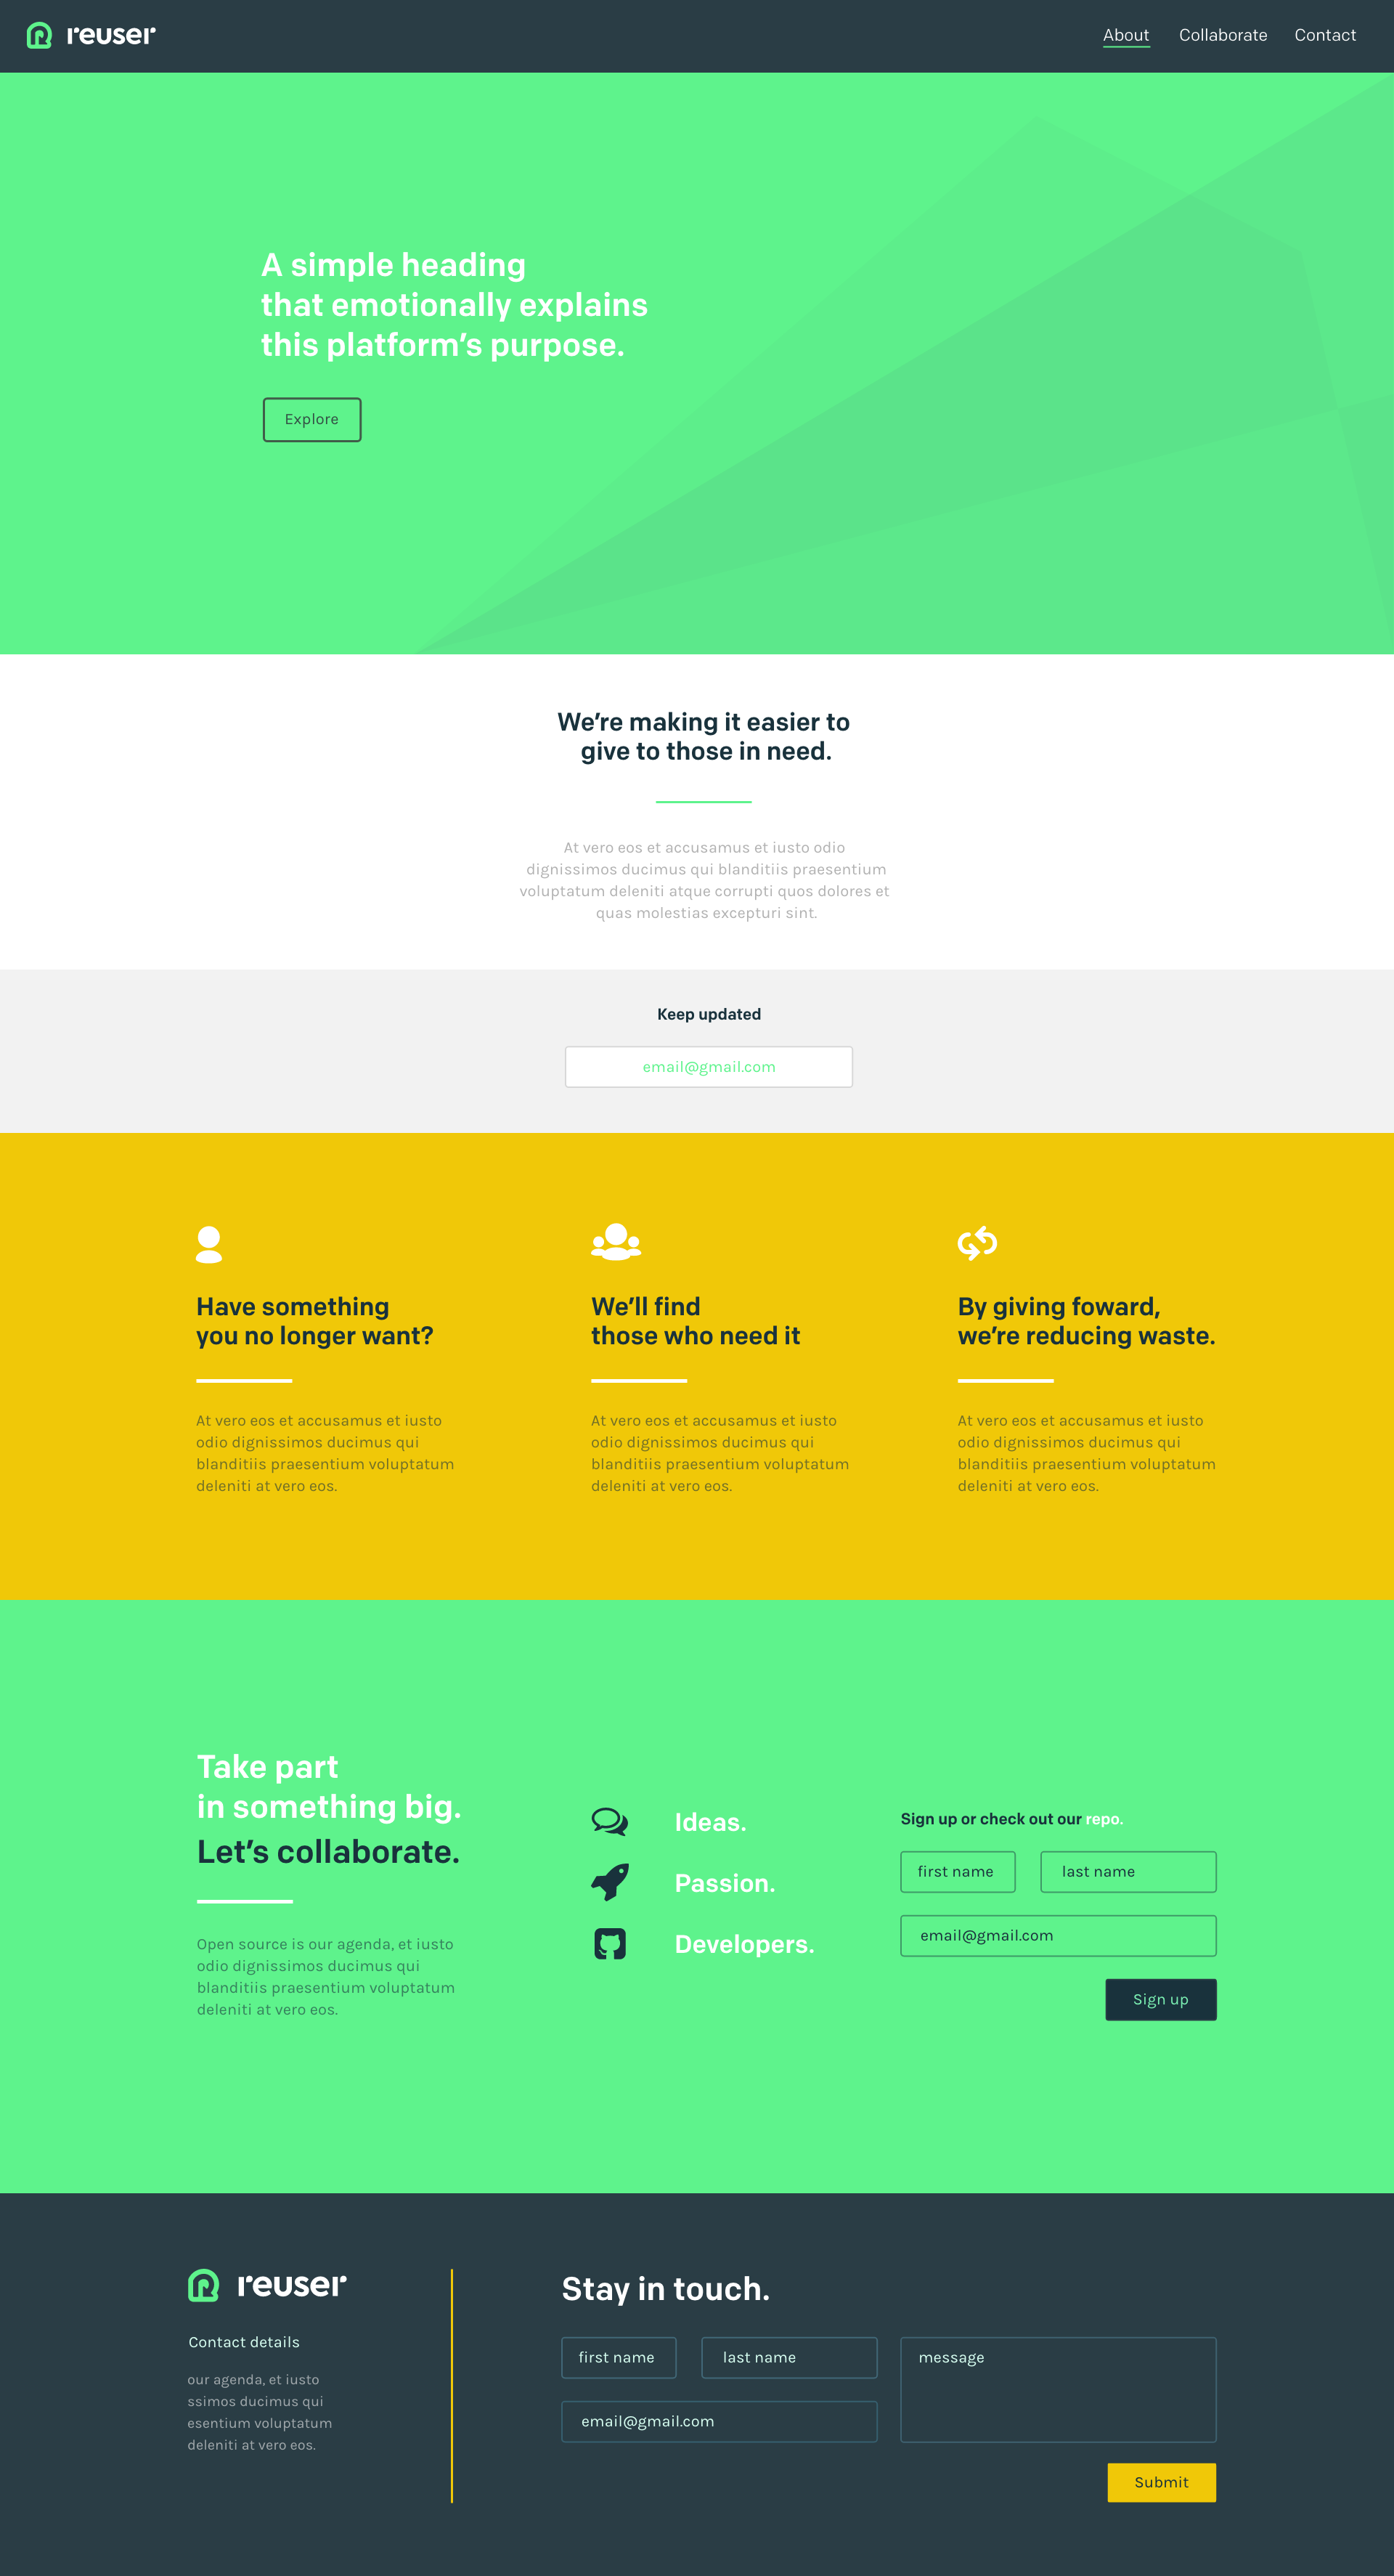 reuser
About Collaborate Contact
A simple heading
that emotionally explains
this platform’s purpose.
Explore
We’re making it easier to
give to those in need.
At vero eos et accusamus et iusto odio
dignissimos ducimus qui blanditiis praesentium
voluptatum deleniti atque corrupti quos dolores et
quas molestias excepturi sint.
Keep updated
email@gmail.com
Have something
you no longer want?
At vero eos et accusamus et iusto
odio dignissimos ducimus qui
blanditiis praesentium voluptatum
deleniti at vero eos.
We’ll find
those who need it
At vero eos et accusamus et iusto
odio dignissimos ducimus qui
blanditiis praesentium voluptatum
deleniti at vero eos.
By giving foward,
we’re reducing waste.
At vero eos et accusamus et iusto
odio dignissimos ducimus qui
blanditiis praesentium voluptatum
deleniti at vero eos.
Take part
in something big.
Let’s collaborate.
Open source is our agenda, et iusto
odio dignissimos ducimus qui
blanditiis praesentium voluptatum
deleniti at vero eos.
Ideas.
Passion.
Developers.
Sign up or check out our repo.
first name last name
email@gmail.com
Sign up
reuser
Contact details
our agenda, et iusto
ssimos ducimus qui
esentium voluptatum
deleniti at vero eos.
Stay in touch.
first name last name
email@gmail.com
message
Submit